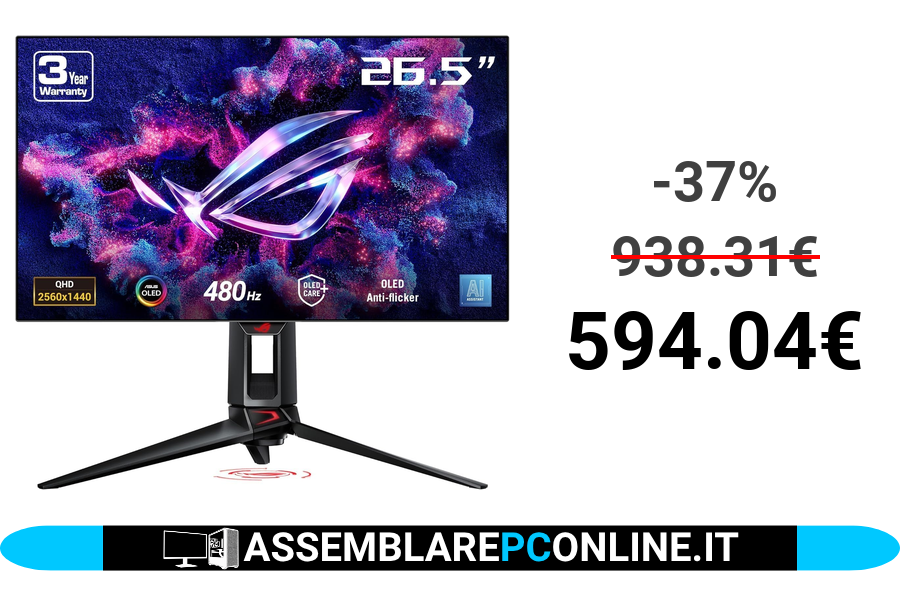 3 Year
Warranty
26.5”
-37%
938.31€
594.04€
QHD
2560x1440
ASUS
OLED
480Hz
OLED
CARE+
OLED
Anti-flicker
AI
ASSISTANT
ASSEMBLAREPCONLINE.IT